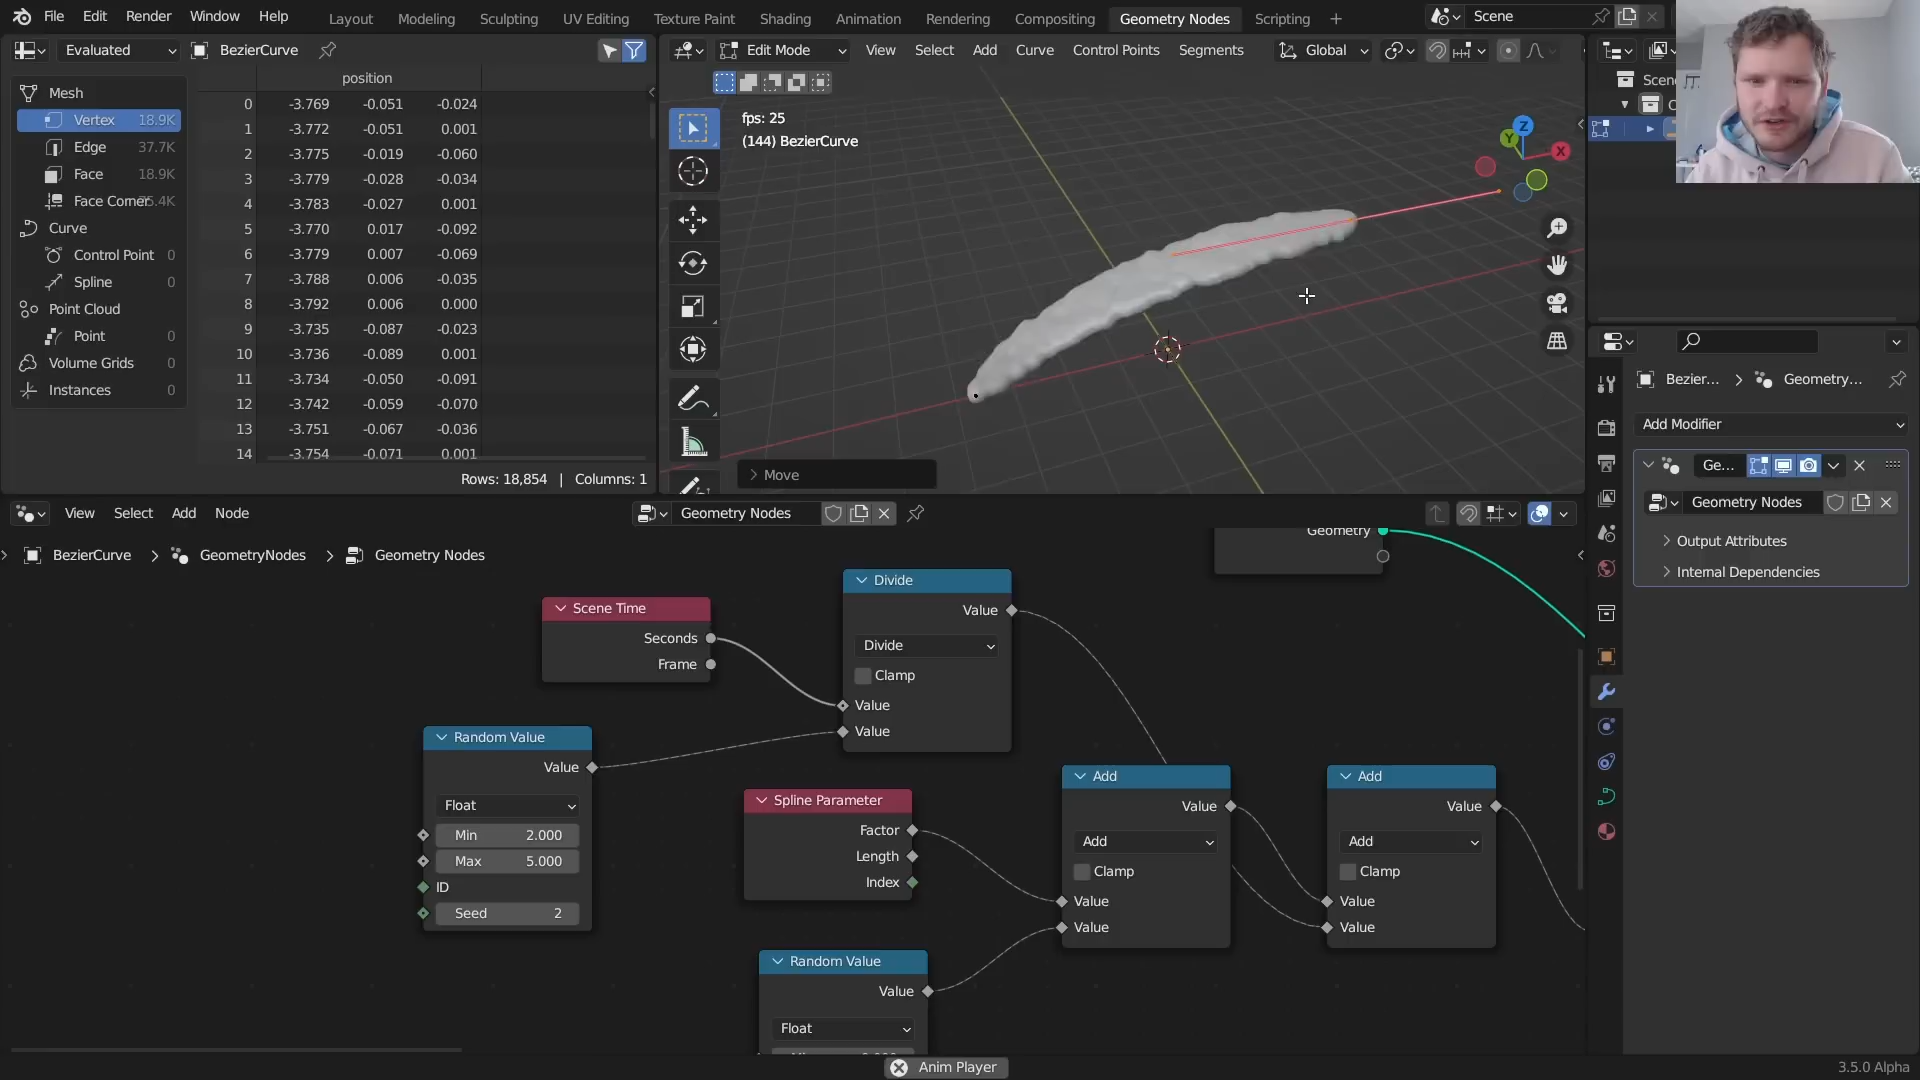 File Edit Render Window Help Layout Modeling Sculpting UV Editing Texture Paint Shading Animation Rendering Compositing Geometry Nodes Scripting + Scene
Evaluated BezierCurve
Edit Mode View Select Add Curve Control Points Segments Global
position
Mesh
Vertex 18.9K
Edge 37.7K
Face 18.9K
Face Corner
Curve
Control Point 0
Spline 0
Point Cloud
Point 0
Volume Grids 0
Instances 0
0 -3.769 -0.051 -0.024
1 -3.772 -0.051 0.001
2 -3.775 -0.019 -0.060
3 -3.779 -0.028 -0.034
4 -3.783 -0.027 0.001
5 -3.770 0.017 -0.092
6 -3.779 0.007 -0.069
7 -3.788 0.006 -0.035
8 -3.792 0.006 0.000
9 -3.735 -0.087 -0.023
10 -3.736 -0.089 0.001
11 -3.734 -0.050 -0.091
12 -3.742 -0.059 -0.070
13 -3.751 -0.067 -0.036
14 -3.754 -0.071 0.001
Rows: 18,854 | Columns: 1
fps: 25
(144) BezierCurve
Z
Y
X
> Move
Bezier... > Geometry...
Add Modifier
Ge...
Geometry Nodes
> Output Attributes
> Internal Dependencies
View Select Add Node Geometry Nodes
BezierCurve > GeometryNodes > Geometry Nodes
Geometry
Scene Time
Seconds
Frame
Divide
Value
Divide
Clamp
Value
Value
Random Value
Value
Float
Min 2.000
Max 5.000
ID
Seed 2
Spline Parameter
Factor
Length
Index
Add
Value
Add
Clamp
Value
Value
Add
Value
Add
Clamp
Value
Value
Random Value
Value
Float
Anim Player
3.5.0 Alpha